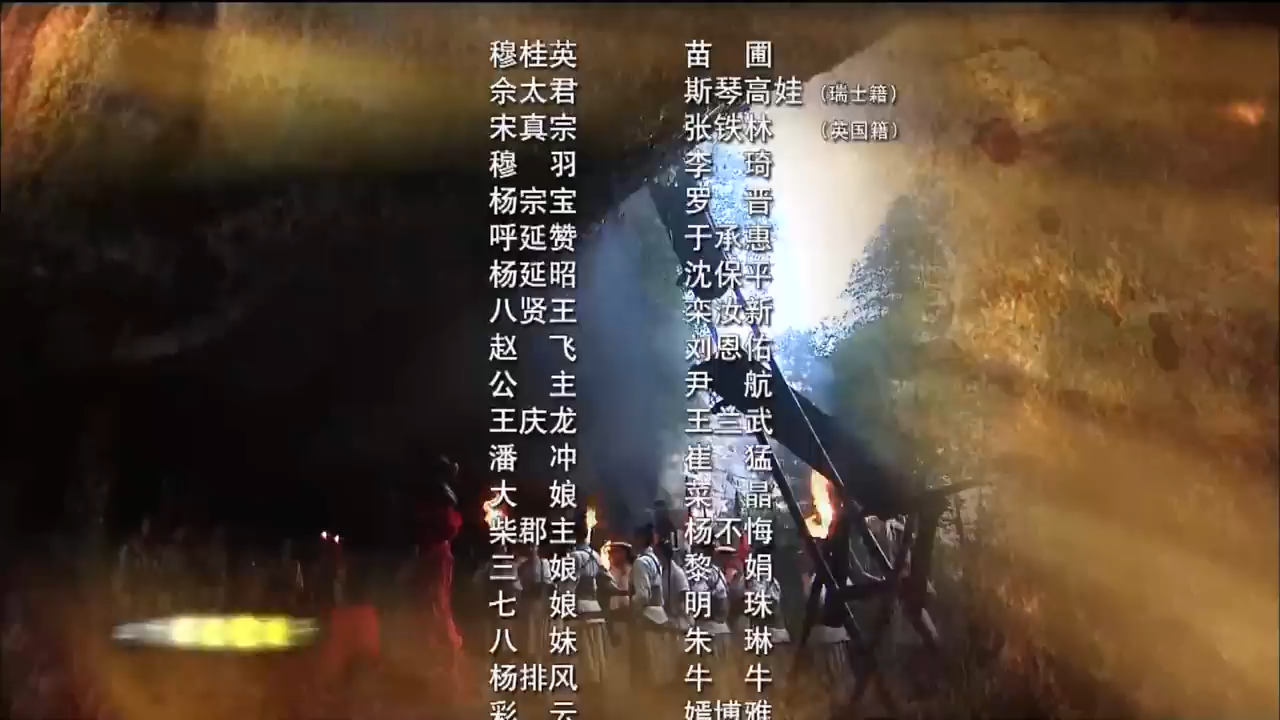 穆桂英 苗圃
佘太君 斯琴高娃（瑞士籍）
宋真宗 张铁林（英国籍）
穆羽 李琦
杨宗宝 罗晋
呼延赞 于承惠
杨延昭 沈保平
八贤王 栾汝新
赵飞 刘恩佑
公主 尹航
王庆龙 王兰武
潘冲 崔猛
大娘 菜晶
柴郡主 杨不悔
三娘 黎娟
七娘 明珠
八妹 朱琳
杨排风 牛牛
彩云 嫣博雅